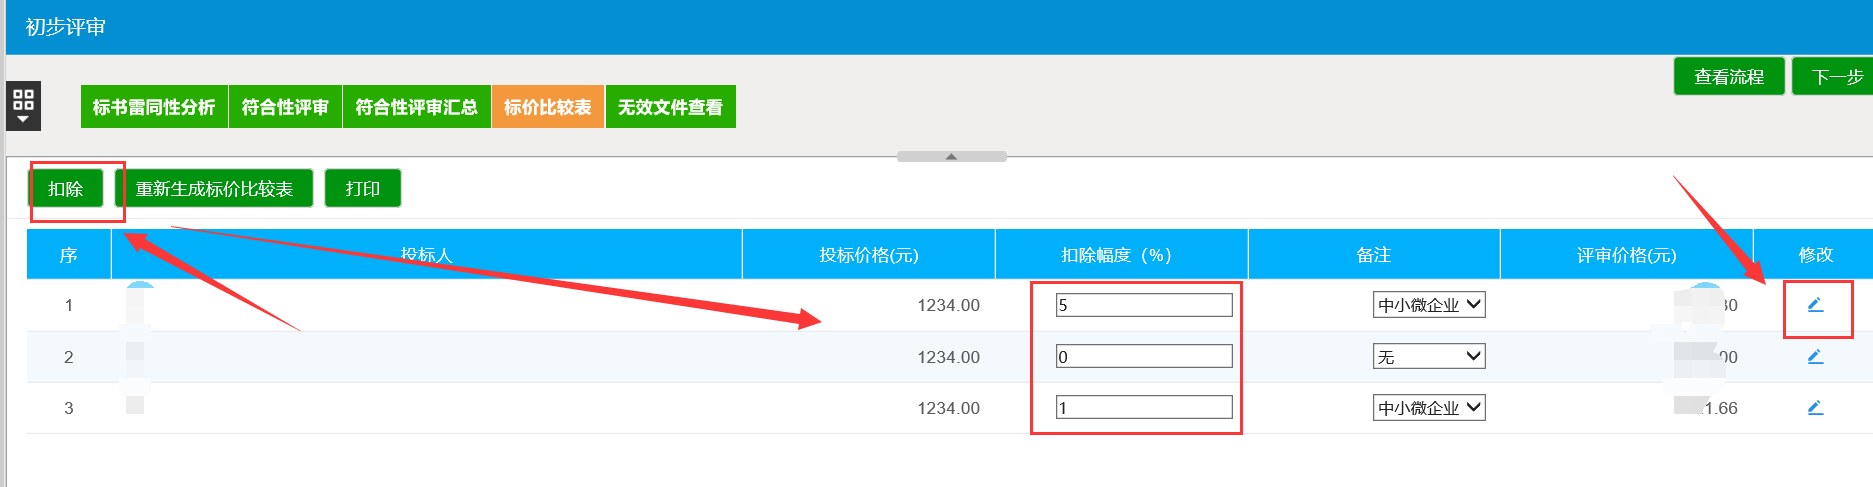 初步评审
查看流程 下一步
标书雷同性分析 符合性评审 符合性评审汇总 标价比较表 无效文件查看
扣除 重新生成标价比较表 打印
序 投标人 投标价格(元) 扣除幅度（%） 备注 评审价格(元) 修改
1 1234.00 5 中小微企业
2 1234.00 0 无 00
3 1234.00 1 中小微企业 1.66